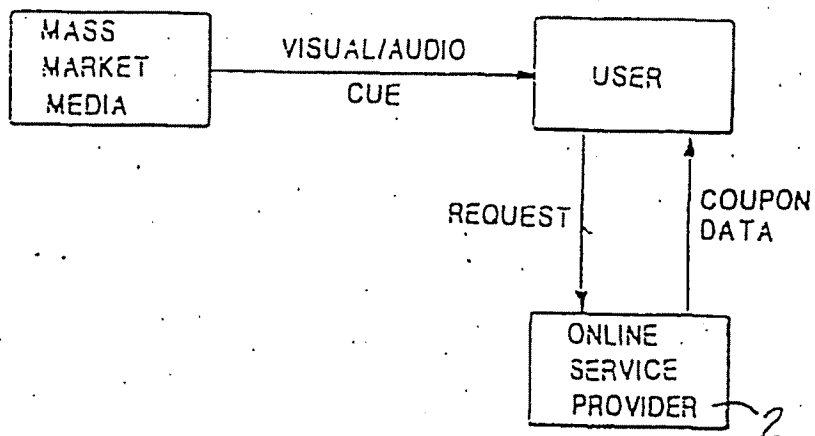 MASS
MARKET
MEDIA
VISUAL/AUDIO
CUE
USER
REQUEST
COUPON
DATA
ONLINE
SERVICE
PROVIDER
2